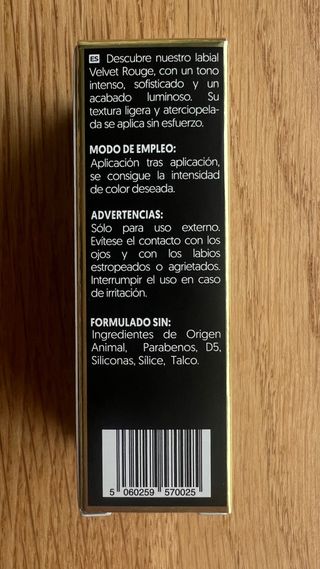 ES Descubre nuestro labial
Velvet Rouge, con un tono
intenso, sofisticado y un
acabado luminoso. Su
textura ligera y aterciopela-
da se aplica sin esfuerzo.
MODO DE EMPLEO:
Aplicación tras aplicación,
se consigue la intensidad
de color deseada.
ADVERTENCIAS:
Sólo para uso externo.
Evítese el contacto con los
ojos y con los labios
estropeados o agrietados.
Interrumpir el uso en caso
de irritación.
FORMULADO SIN:
Ingredientes de Origen
Animal, Parabenos, D5,
Siliconas, Sílice, Talco.
5 060259 570025